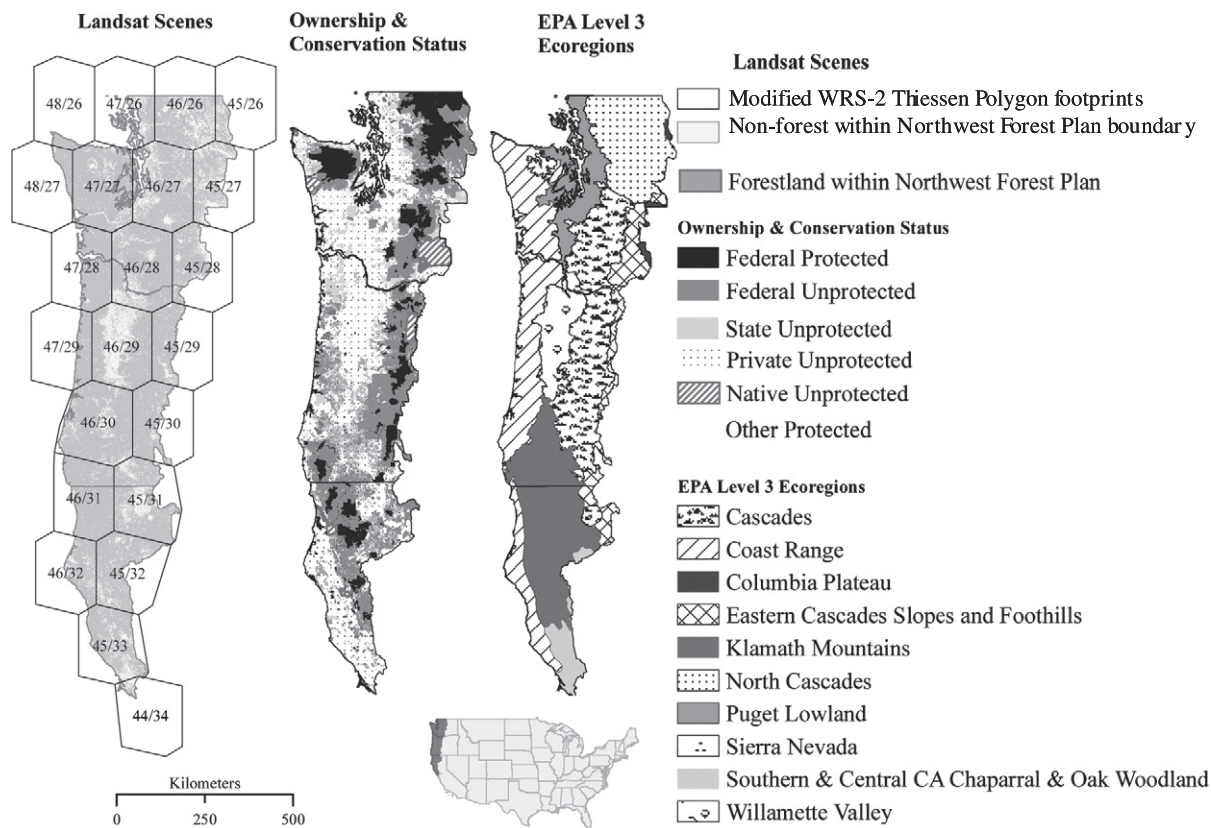 Landsat Scenes
48/26
47/26
46/26
45/26
48/27
47/27
46/27
45/27
47/28
46/28
45/28
47/29
46/29
45/29
46/30
45/30
46/31
45/31
46/32
45/32
45/33
44/34
Kilometers
0 250 500
Ownership &
Conservation Status
EPA Level 3
Ecoregions
Landsat Scenes
Modified WRS-2 Thiessen Polygon footprints
Non-forest within Northwest Forest Plan boundary
Forestland within Northwest Forest Plan
Ownership & Conservation Status
Federal Protected
Federal Unprotected
State Unprotected
Private Unprotected
Native Unprotected
Other Protected
EPA Level 3 Ecoregions
Cascades
Coast Range
Columbia Plateau
Eastern Cascades Slopes and Foothills
Klamath Mountains
North Cascades
Puget Lowland
Sierra Nevada
Southern & Central CA Chaparral & Oak Woodland
Willamette Valley